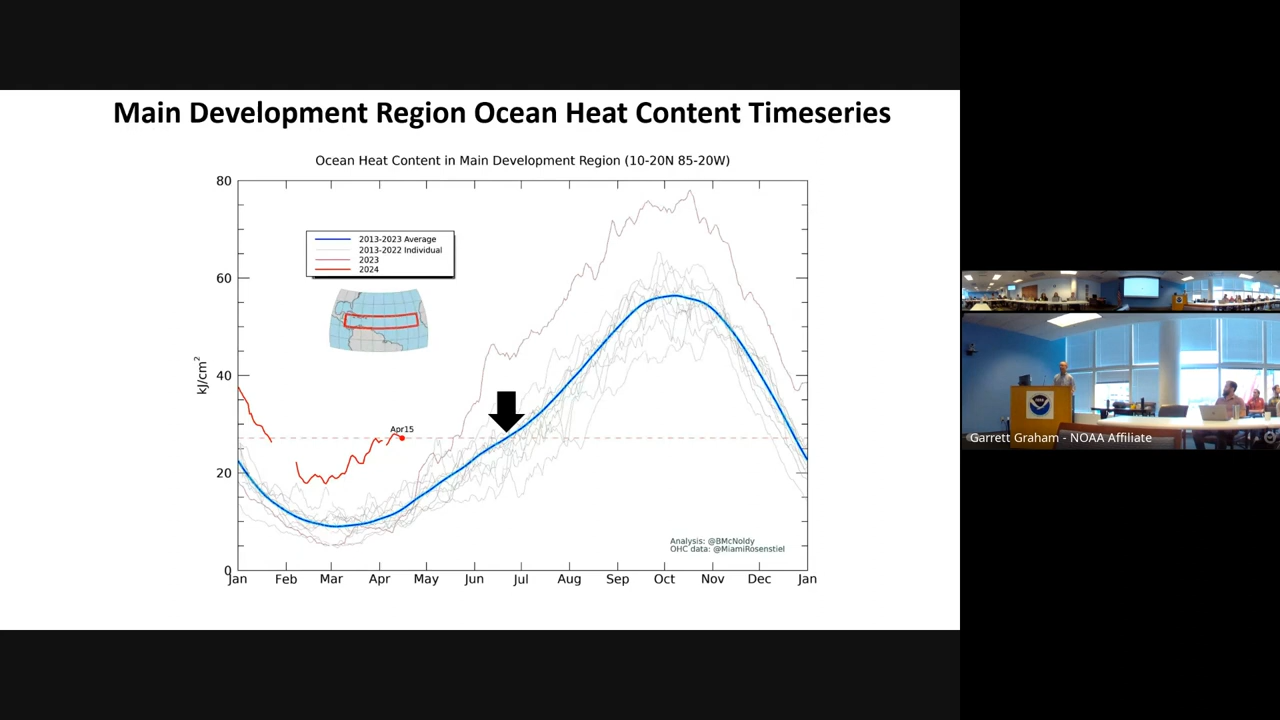 Main Development Region Ocean Heat Content Timeseries
Ocean Heat Content in Main Development Region (10-20N 85-20W)
80
60
40
20
0
kJ/cm²
2013-2023 Average
2013-2022 Individual
2023
2024
Apr15
Analysis: @BMcNoldy
OHC data: @MiamiRosenstiel
Jan Feb Mar Apr May Jun Jul Aug Sep Oct Nov Dec Jan
Garrett Graham - NOAA Affiliate